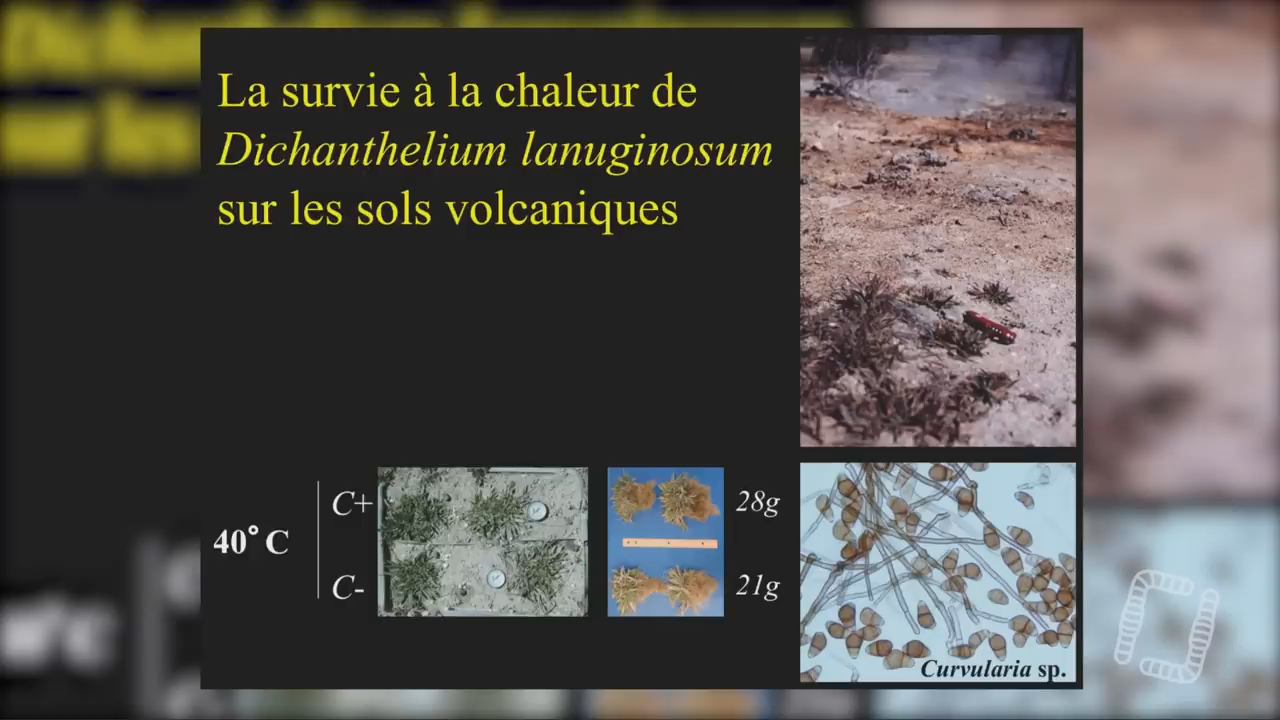 La survie à la chaleur de
Dichanthelium lanuginosum
sur les sols volcaniques
40° C
C+
28g
C-
21g
Curvularia sp.